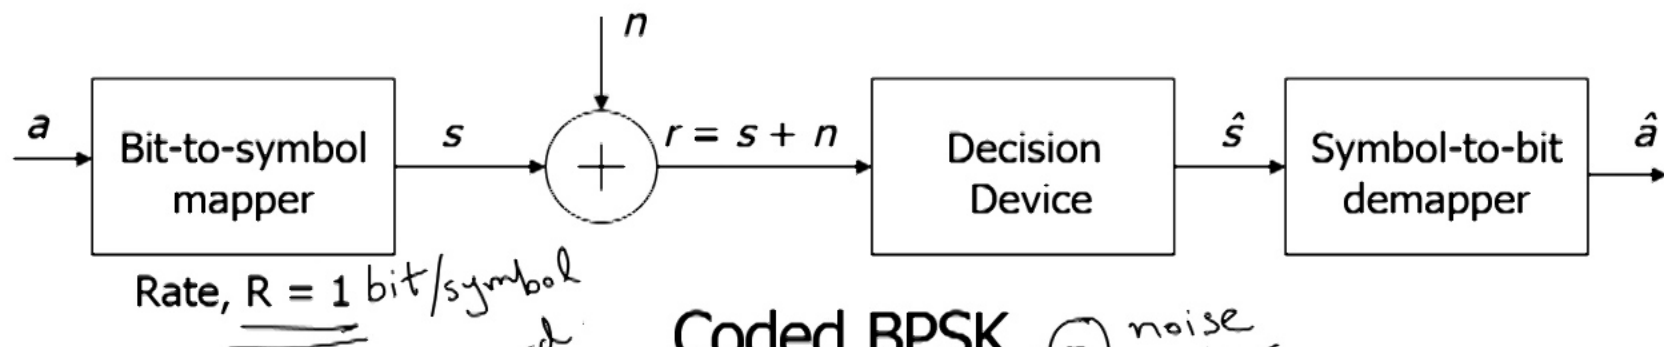 n
a
Bit-to-symbol
mapper
s
+
r = s + n
Decision
Device
ŝ
Symbol-to-bit
demapper
â
Rate, R = 1 bit/symbol
Coded BPSK
noise